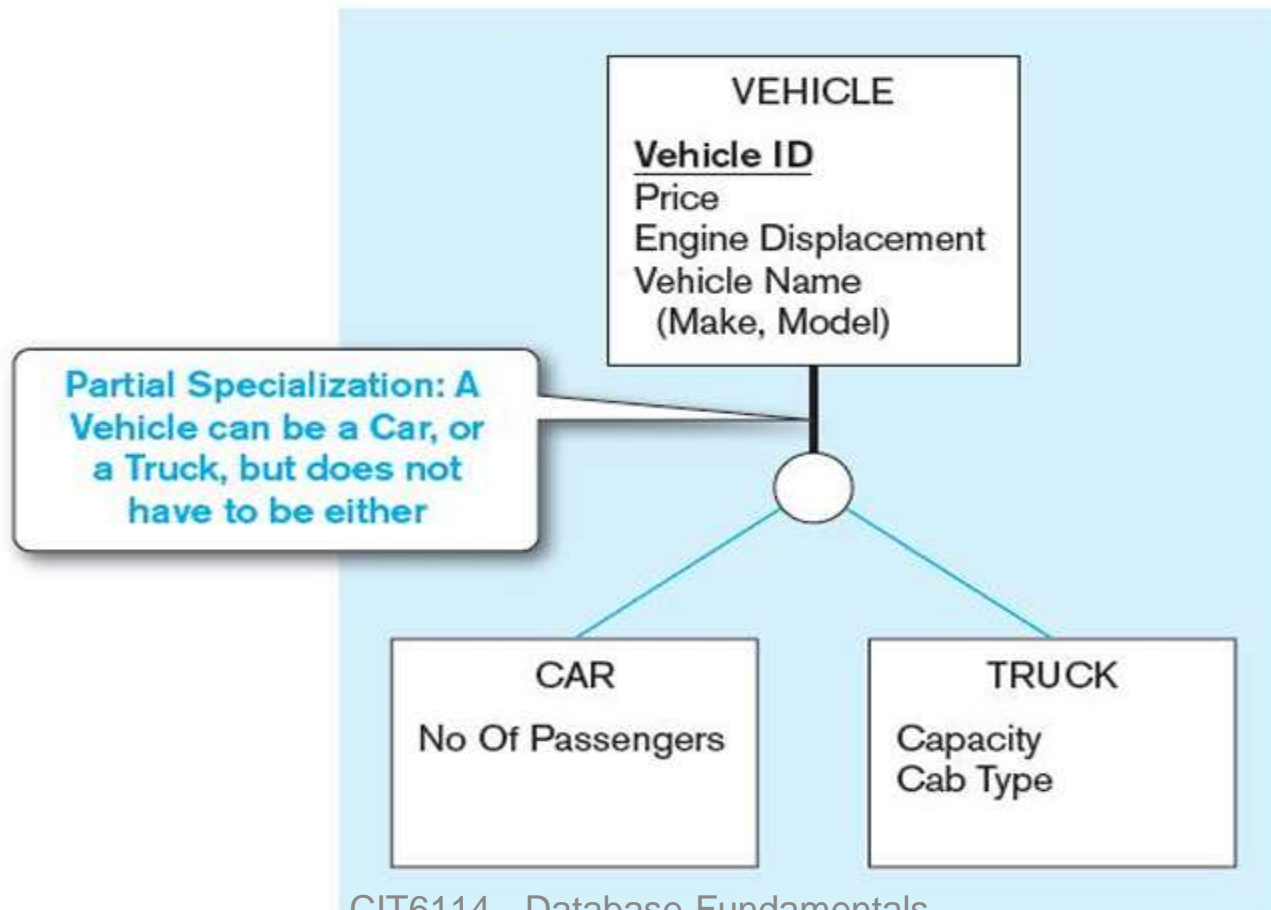 VEHICLE
Vehicle ID
Price
Engine Displacement
Vehicle Name
(Make, Model)
Partial Specialization: A
Vehicle can be a Car, or
a Truck, but does not
have to be either
CAR
No Of Passengers
TRUCK
Capacity
Cab Type
CIT6114 - Database Fundamentals